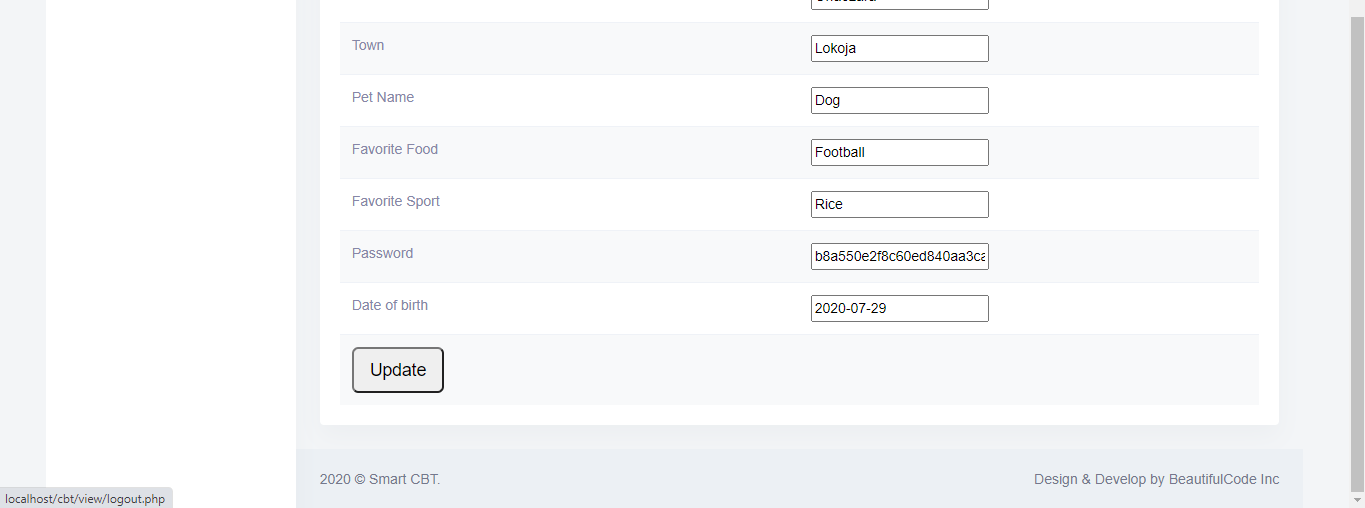 Town Lokoja
Pet Name Dog
Favorite Food Football
Favorite Sport Rice
Password b8a550e2f8c60ed840aa3ca
Date of birth 2020-07-29
Update
2020 © Smart CBT. Design & Develop by BeautifulCode Inc
localhost/cbt/view/logout.php